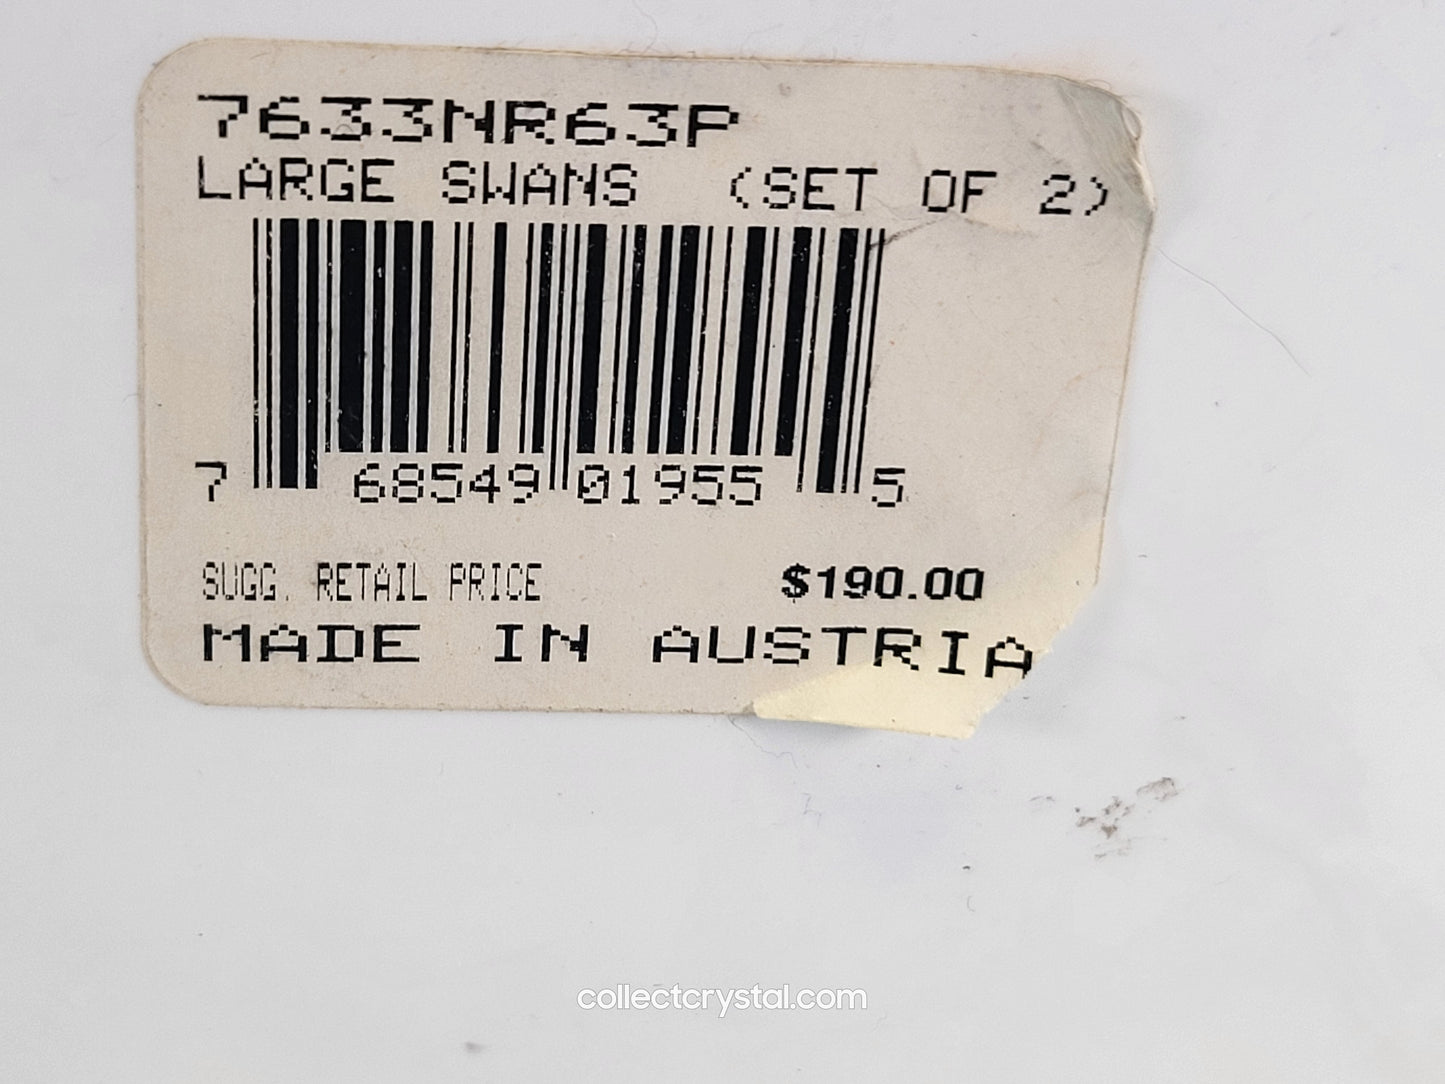 7633NR63P
LARGE SWANS (SET OF 2)
7 68549 01955 5
SUGG. RETAIL PRICE $190.00
MADE IN AUSTRIA
collectcrystal.com